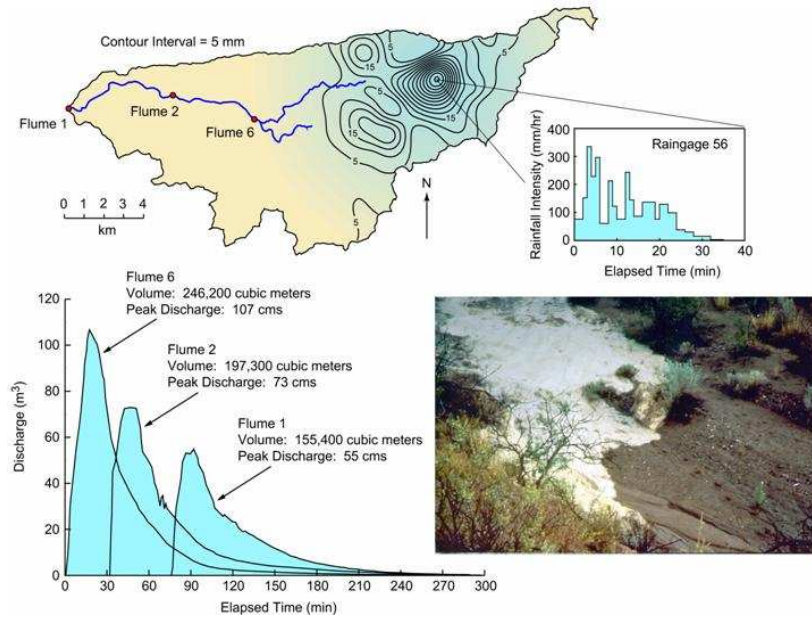 Contour Interval = 5 mm
5
15
5
5
15
15
5
5
5
Flume 1
Flume 2
Flume 6
0 1 2 3 4
km
N
Raingage 56
Rainfall Intensity (mm/hr)
400
300
200
100
0
0 10 20 30 40
Elapsed Time (min)
Flume 6
Volume: 246,200 cubic meters
Peak Discharge: 107 cms
Flume 2
Volume: 197,300 cubic meters
Peak Discharge: 73 cms
Flume 1
Volume: 155,400 cubic meters
Peak Discharge: 55 cms
Discharge (m³)
120
100
80
60
40
20
0
0 30 60 90 120 150 180 210 240 270 300
Elapsed Time (min)